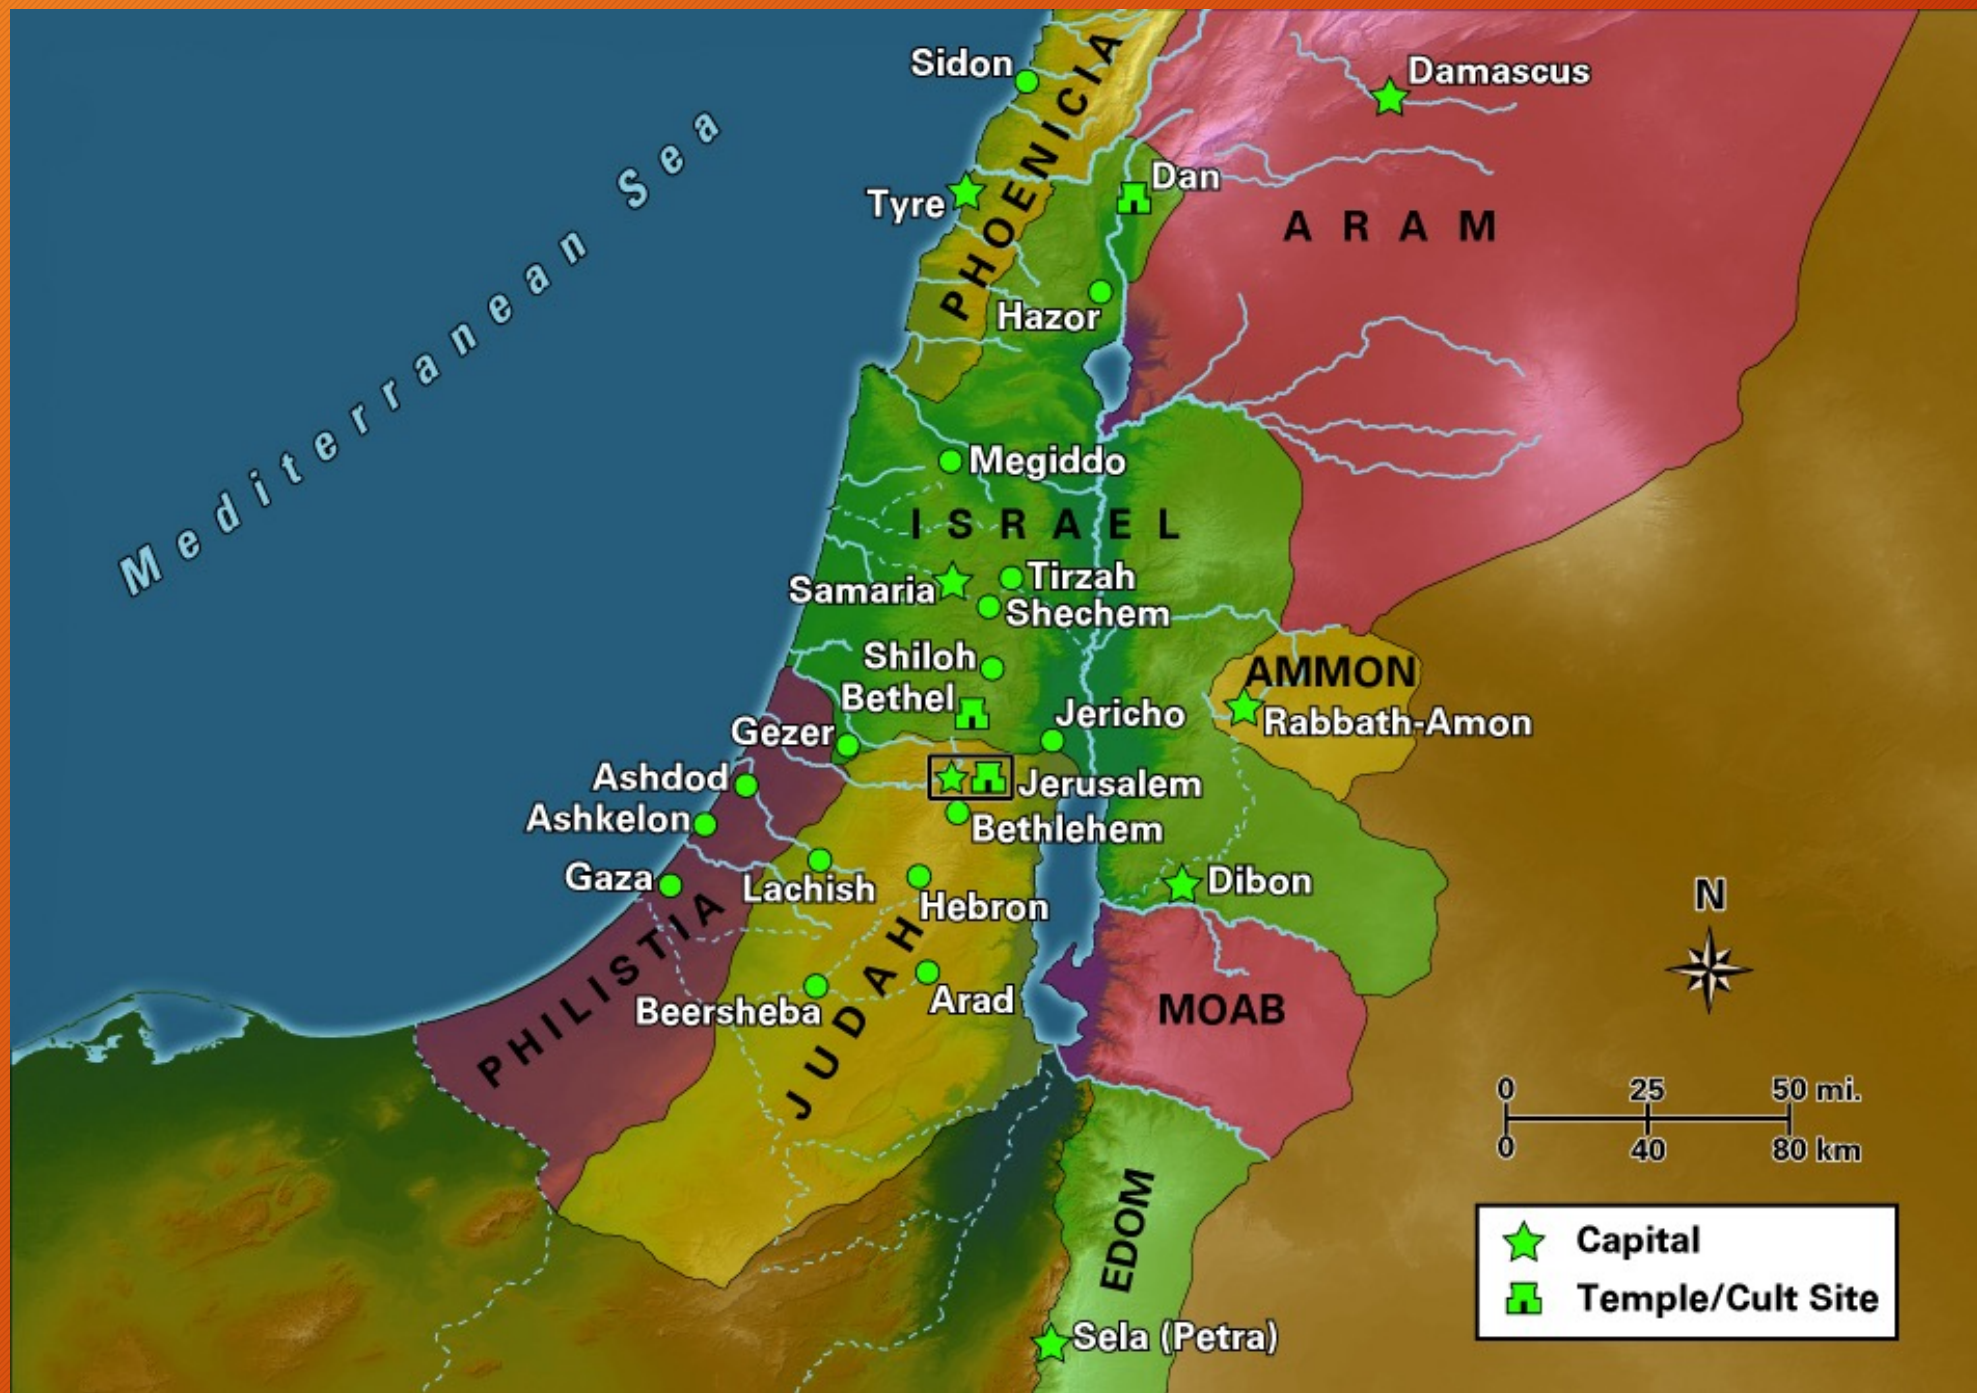 Sidon
PHOENICIA
Damascus
Mediterranean Sea
Tyre
Dan
ARAM
Hazor
Megiddo
ISRAEL
Samaria
Tirzah
Shechem
Shiloh
AMMON
Bethel
Jericho
Rabbath-Amon
Gezer
Ashdod
Jerusalem
Ashkelon
Bethlehem
Gaza
Lachish
Dibon
Hebron
N
PHILISTIA
JUDAH
Beersheba
Arad
MOAB
0 25 50 mi.
0 40 80 km
EDOM
Capital
Temple/Cult Site
Sela (Petra)